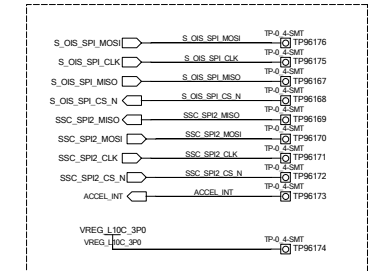 TP-0_4-SMT
S_OIS_SPI_MOSI S_OIS_SPI_MOSI TP96176
TP-0_4-SMT
S_OIS_SPI_CLK S_OIS_SPI_CLK TP96175
TP-0_4-SMT
S_OIS_SPI_MISO S_OIS_SPI_MISO TP96167
TP-0_4-SMT
S_OIS_SPI_CS_N S_OIS_SPI_CS_N TP96168
TP-0_4-SMT
SSC_SPI2_MISO SSC_SPI2_MISO TP96169
TP-0_4-SMT
SSC_SPI2_MOSI SSC_SPI2_MOSI TP96170
TP-0_4-SMT
SSC_SPI2_CLK SSC_SPI2_CLK TP96171
TP-0_4-SMT
SSC_SPI2_CS_N SSC_SPI2_CS_N TP96172
TP-0_4-SMT
ACCEL_INT ACCEL_INT TP96173
VREG_L10C_3P0
VREG_L10C_3P0 TP-0_4-SMT
TP96174